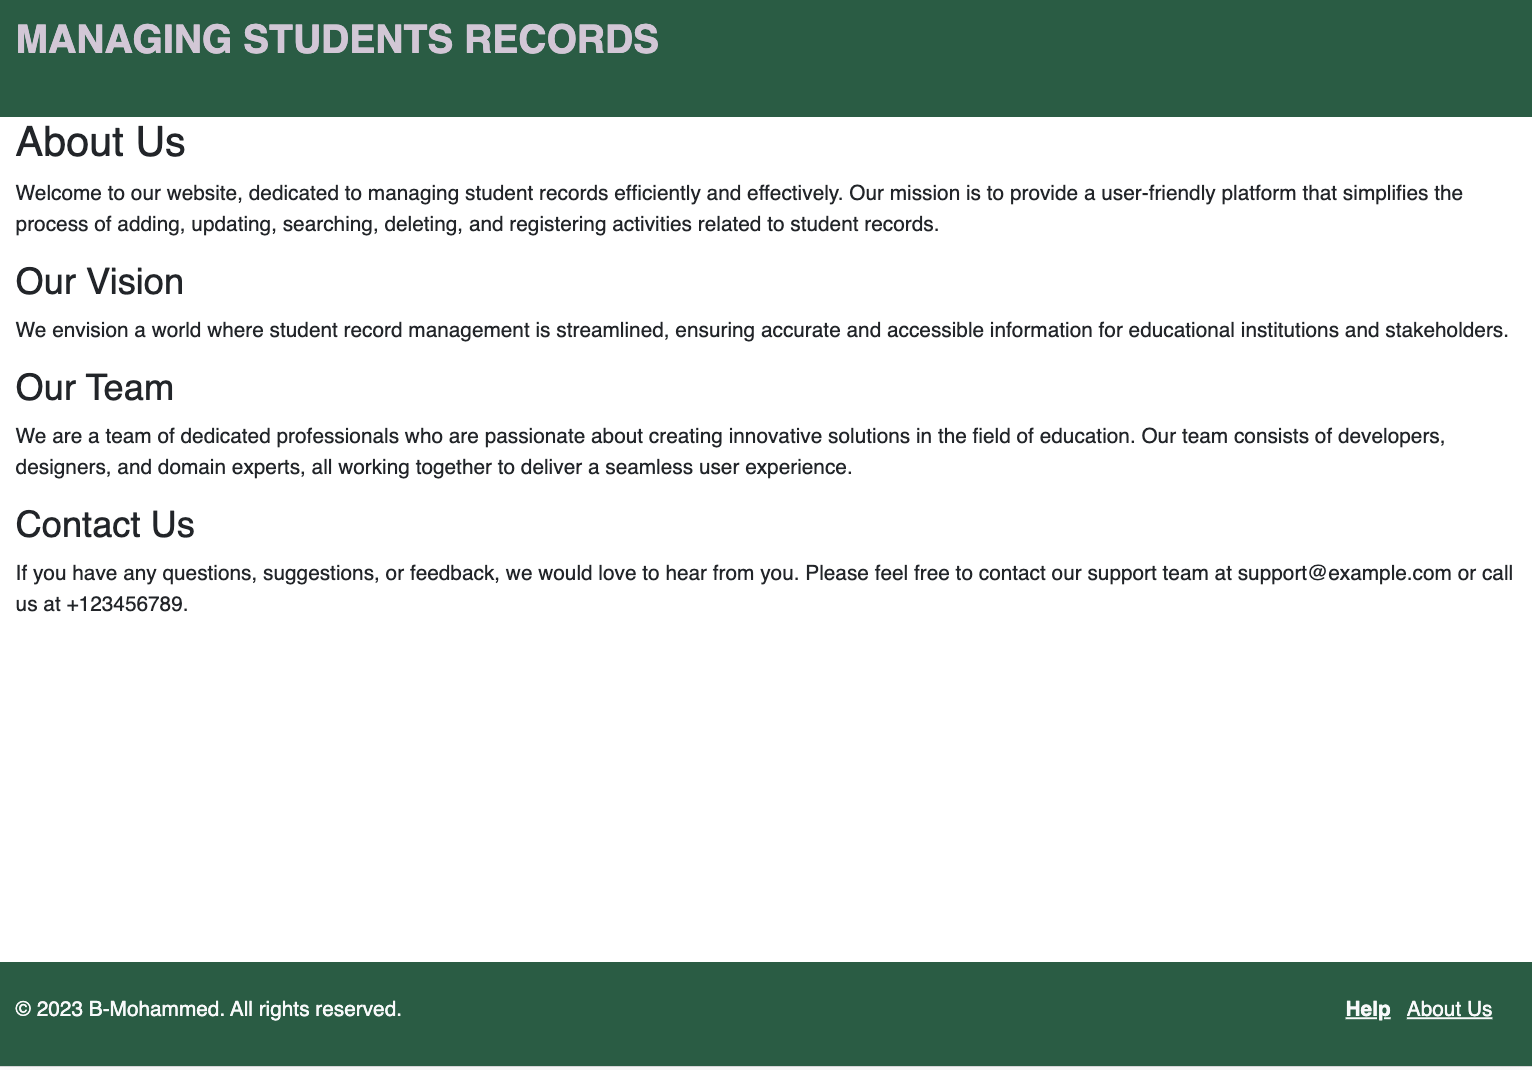 MANAGING STUDENTS RECORDS
About Us
Welcome to our website, dedicated to managing student records efficiently and effectively. Our mission is to provide a user-friendly platform that simplifies the
process of adding, updating, searching, deleting, and registering activities related to student records.
Our Vision
We envision a world where student record management is streamlined, ensuring accurate and accessible information for educational institutions and stakeholders.
Our Team
We are a team of dedicated professionals who are passionate about creating innovative solutions in the field of education. Our team consists of developers,
designers, and domain experts, all working together to deliver a seamless user experience.
Contact Us
If you have any questions, suggestions, or feedback, we would love to hear from you. Please feel free to contact our support team at support@example.com or call
us at +123456789.
© 2023 B-Mohammed. All rights reserved.
Help About Us